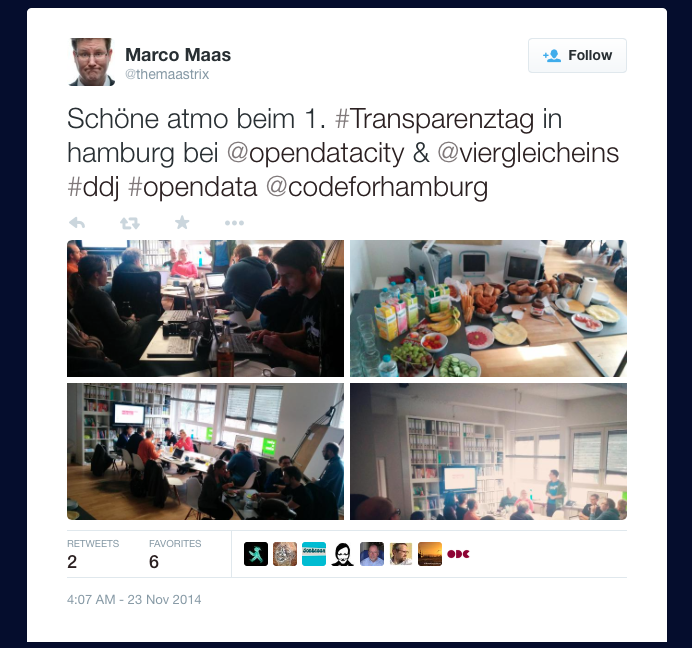 Marco Maas
@themaastrix
Follow
Schöne atmo beim 1. #Transparenztag in
hamburg bei @opendatacity & @viergleicheins
#ddj #opendata @codeforhamburg
RETWEETS
FAVORITES
2
6
ODC
4:07 AM - 23 Nov 2014